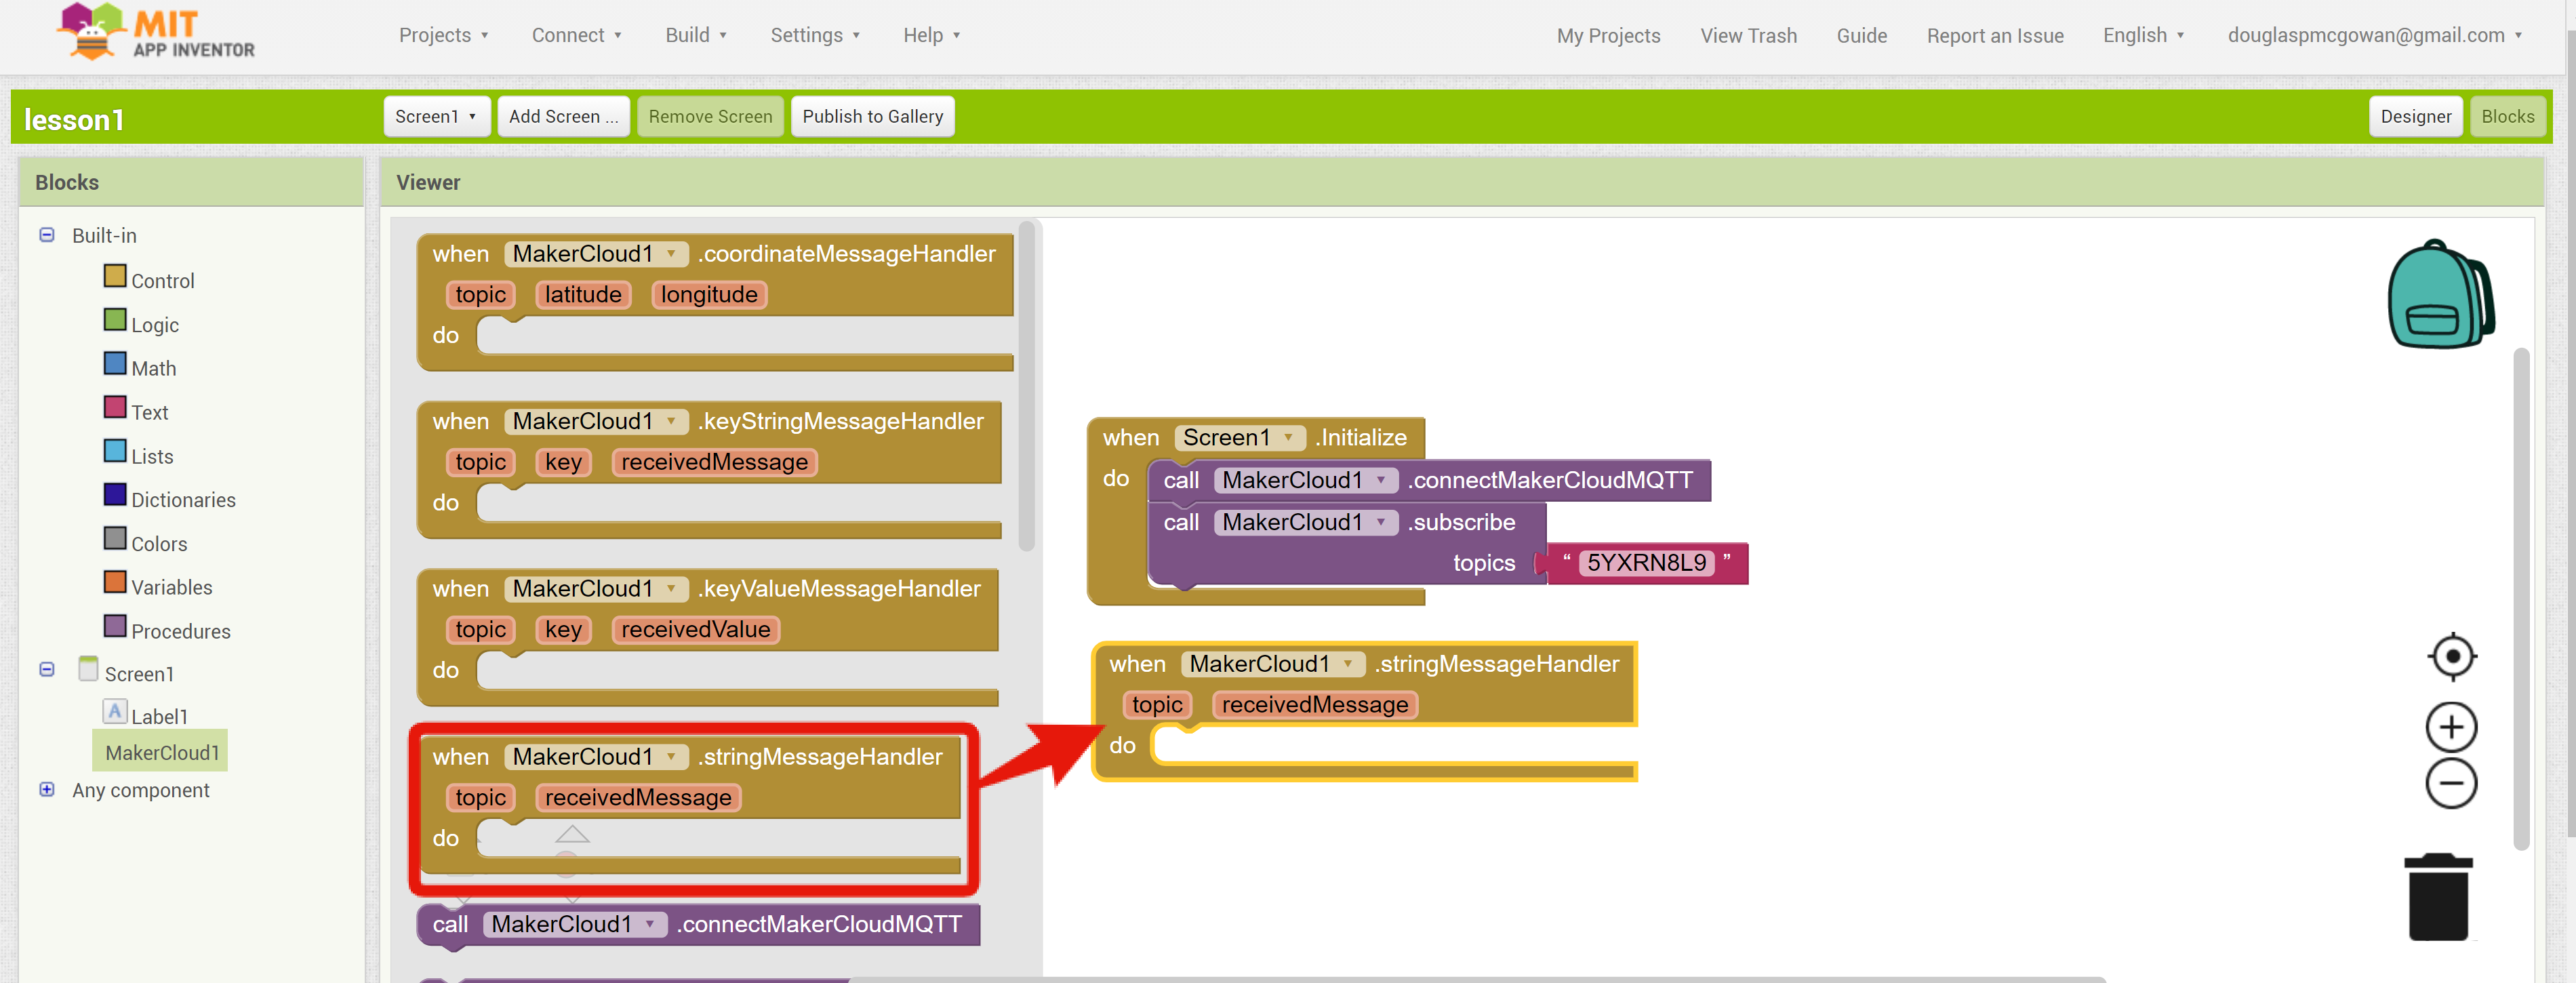 MIT
APP INVENTOR
Projects Connect Build Settings Help My Projects View Trash Guide Report an Issue English douglaspmcgowan@gmail.com
lesson1 Screen1 Add Screen ... Remove Screen Publish to Gallery Designer Blocks
Blocks
Built-in
Control
Logic
Math
Text
Lists
Dictionaries
Colors
Variables
Procedures
Screen1
A Label1
MakerCloud1
Any component
Viewer
when MakerCloud1 .coordinateMessageHandler
topic latitude longitude
do
when MakerCloud1 .keyStringMessageHandler
topic key receivedMessage
do
when MakerCloud1 .keyValueMessageHandler
topic key receivedValue
do
when MakerCloud1 .stringMessageHandler
topic receivedMessage
do
call MakerCloud1 .connectMakerCloudMQTT
when Screen1 .Initialize
do call MakerCloud1 .connectMakerCloudMQTT
call MakerCloud1 .subscribe
topics “ 5YXRN8L9 ”
when MakerCloud1 .stringMessageHandler
topic receivedMessage
do